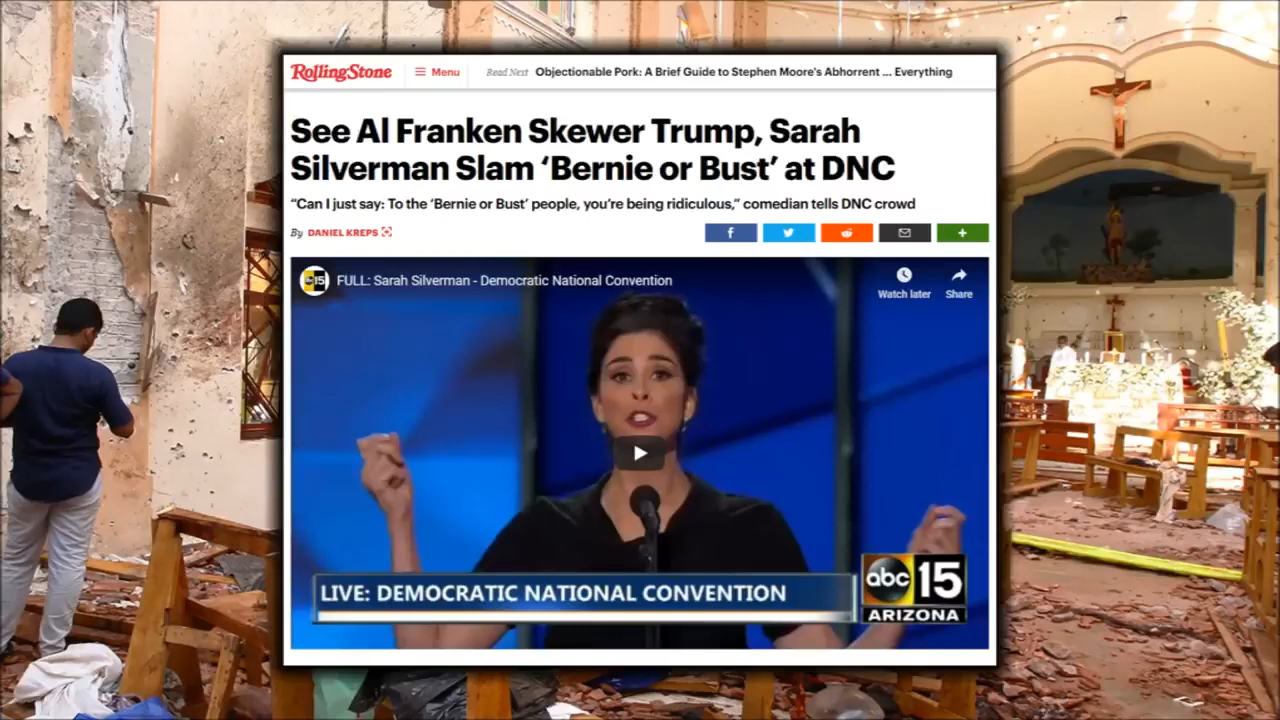 RollingStone
Menu
Read Next Objectionable Pork: A Brief Guide to Stephen Moore's Abhorrent ... Everything
See Al Franken Skewer Trump, Sarah
Silverman Slam ‘Bernie or Bust’ at DNC
“Can I just say: To the ‘Bernie or Bust’ people, you’re being ridiculous,” comedian tells DNC crowd
By DANIEL KREPS
abc 15
FULL: Sarah Silverman - Democratic National Convention
Watch later
Share
LIVE: DEMOCRATIC NATIONAL CONVENTION
abc 15
ARIZONA